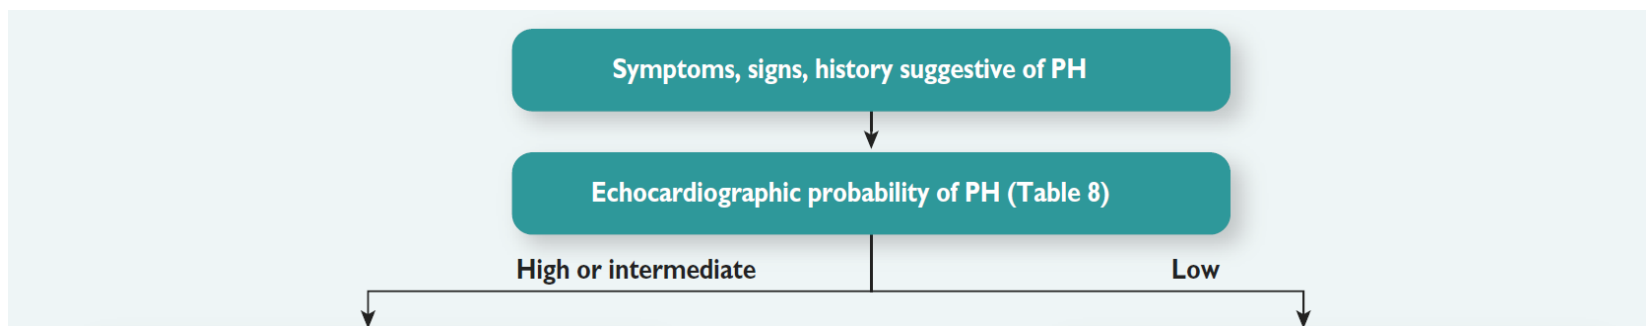 Symptoms, signs, history suggestive of PH
Echocardiographic probability of PH (Table 8)
High or intermediate
Low